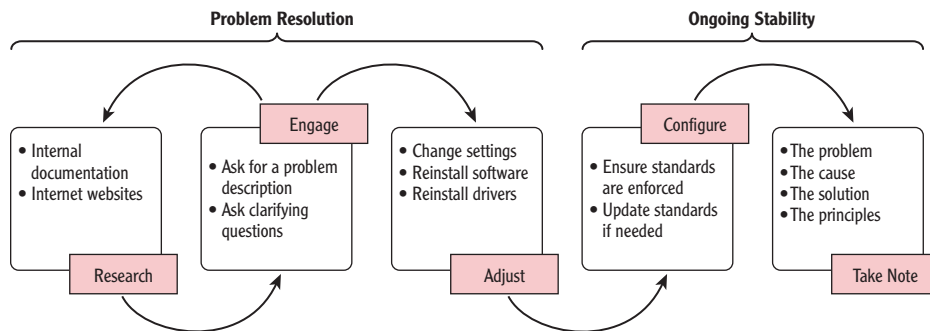 Problem Resolution
Ongoing Stability
Engage
Configure
• Internal
documentation
• Internet websites
• Ask for a problem
description
• Ask clarifying
questions
• Change settings
• Reinstall software
• Reinstall drivers
• Ensure standards
are enforced
• Update standards
if needed
• The problem
• The cause
• The solution
• The principles
Research
Adjust
Take Note